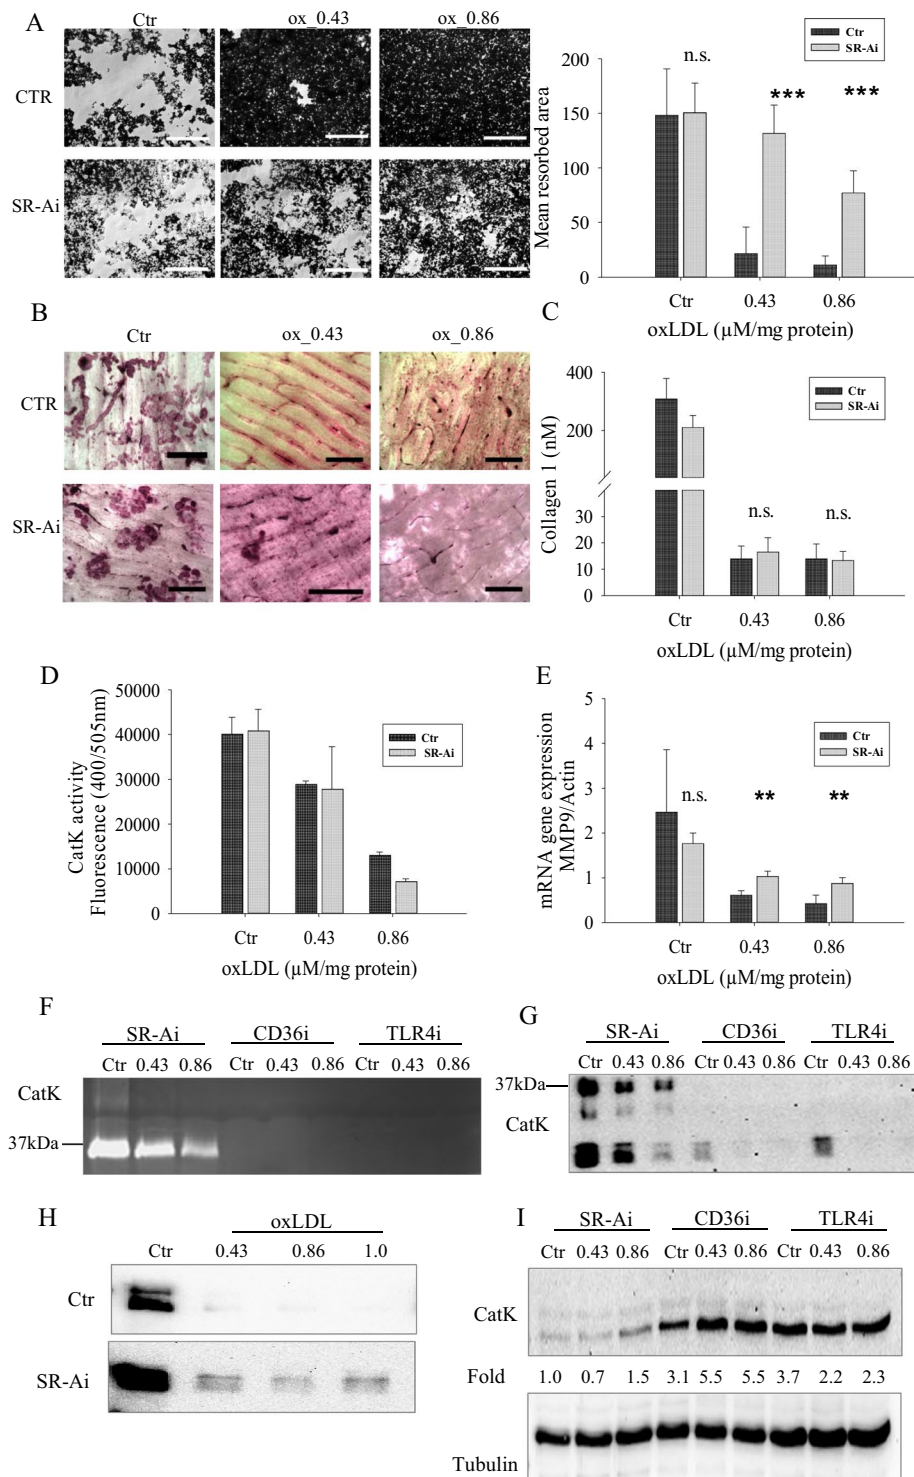 A
Ctr
ox_0.43
ox_0.86
CTR
SR-Ai
Ctr
SR-Ai
Mean resorbed area
200
150
100
50
0
n.s.
***
***
Ctr
0.43
0.86
oxLDL (µM/mg protein)
B
Ctr
ox_0.43
ox_0.86
CTR
SR-Ai
C
Ctr
SR-Ai
Collagen 1 (nM)
400
200
30
20
10
0
n.s.
n.s.
Ctr
0.43
0.86
oxLDL (µM/mg protein)
D
CatK activity
Fluorescence (400/505nm)
50000
40000
30000
20000
10000
0
Ctr
SR-Ai
Ctr
0.43
0.86
oxLDL (µM/mg protein)
E
mRNA gene expression
MMP9/Actin
5
4
3
2
1
0
Ctr
SR-Ai
n.s.
**
**
Ctr
0.43
0.86
oxLDL (µM/mg protein)
F
SR-Ai CD36i TLR4i
Ctr 0.43 0.86 Ctr 0.43 0.86 Ctr 0.43 0.86
CatK
37kDa
G
SR-Ai CD36i TLR4i
Ctr 0.43 0.86 Ctr 0.43 0.86 Ctr 0.43 0.86
37kDa
CatK
H
oxLDL
Ctr 0.43 0.86 1.0
Ctr
SR-Ai
I
SR-Ai CD36i TLR4i
Ctr 0.43 0.86 Ctr 0.43 0.86 Ctr 0.43 0.86
CatK
Fold 1.0 0.7 1.5 3.1 5.5 5.5 3.7 2.2 2.3
Tubulin